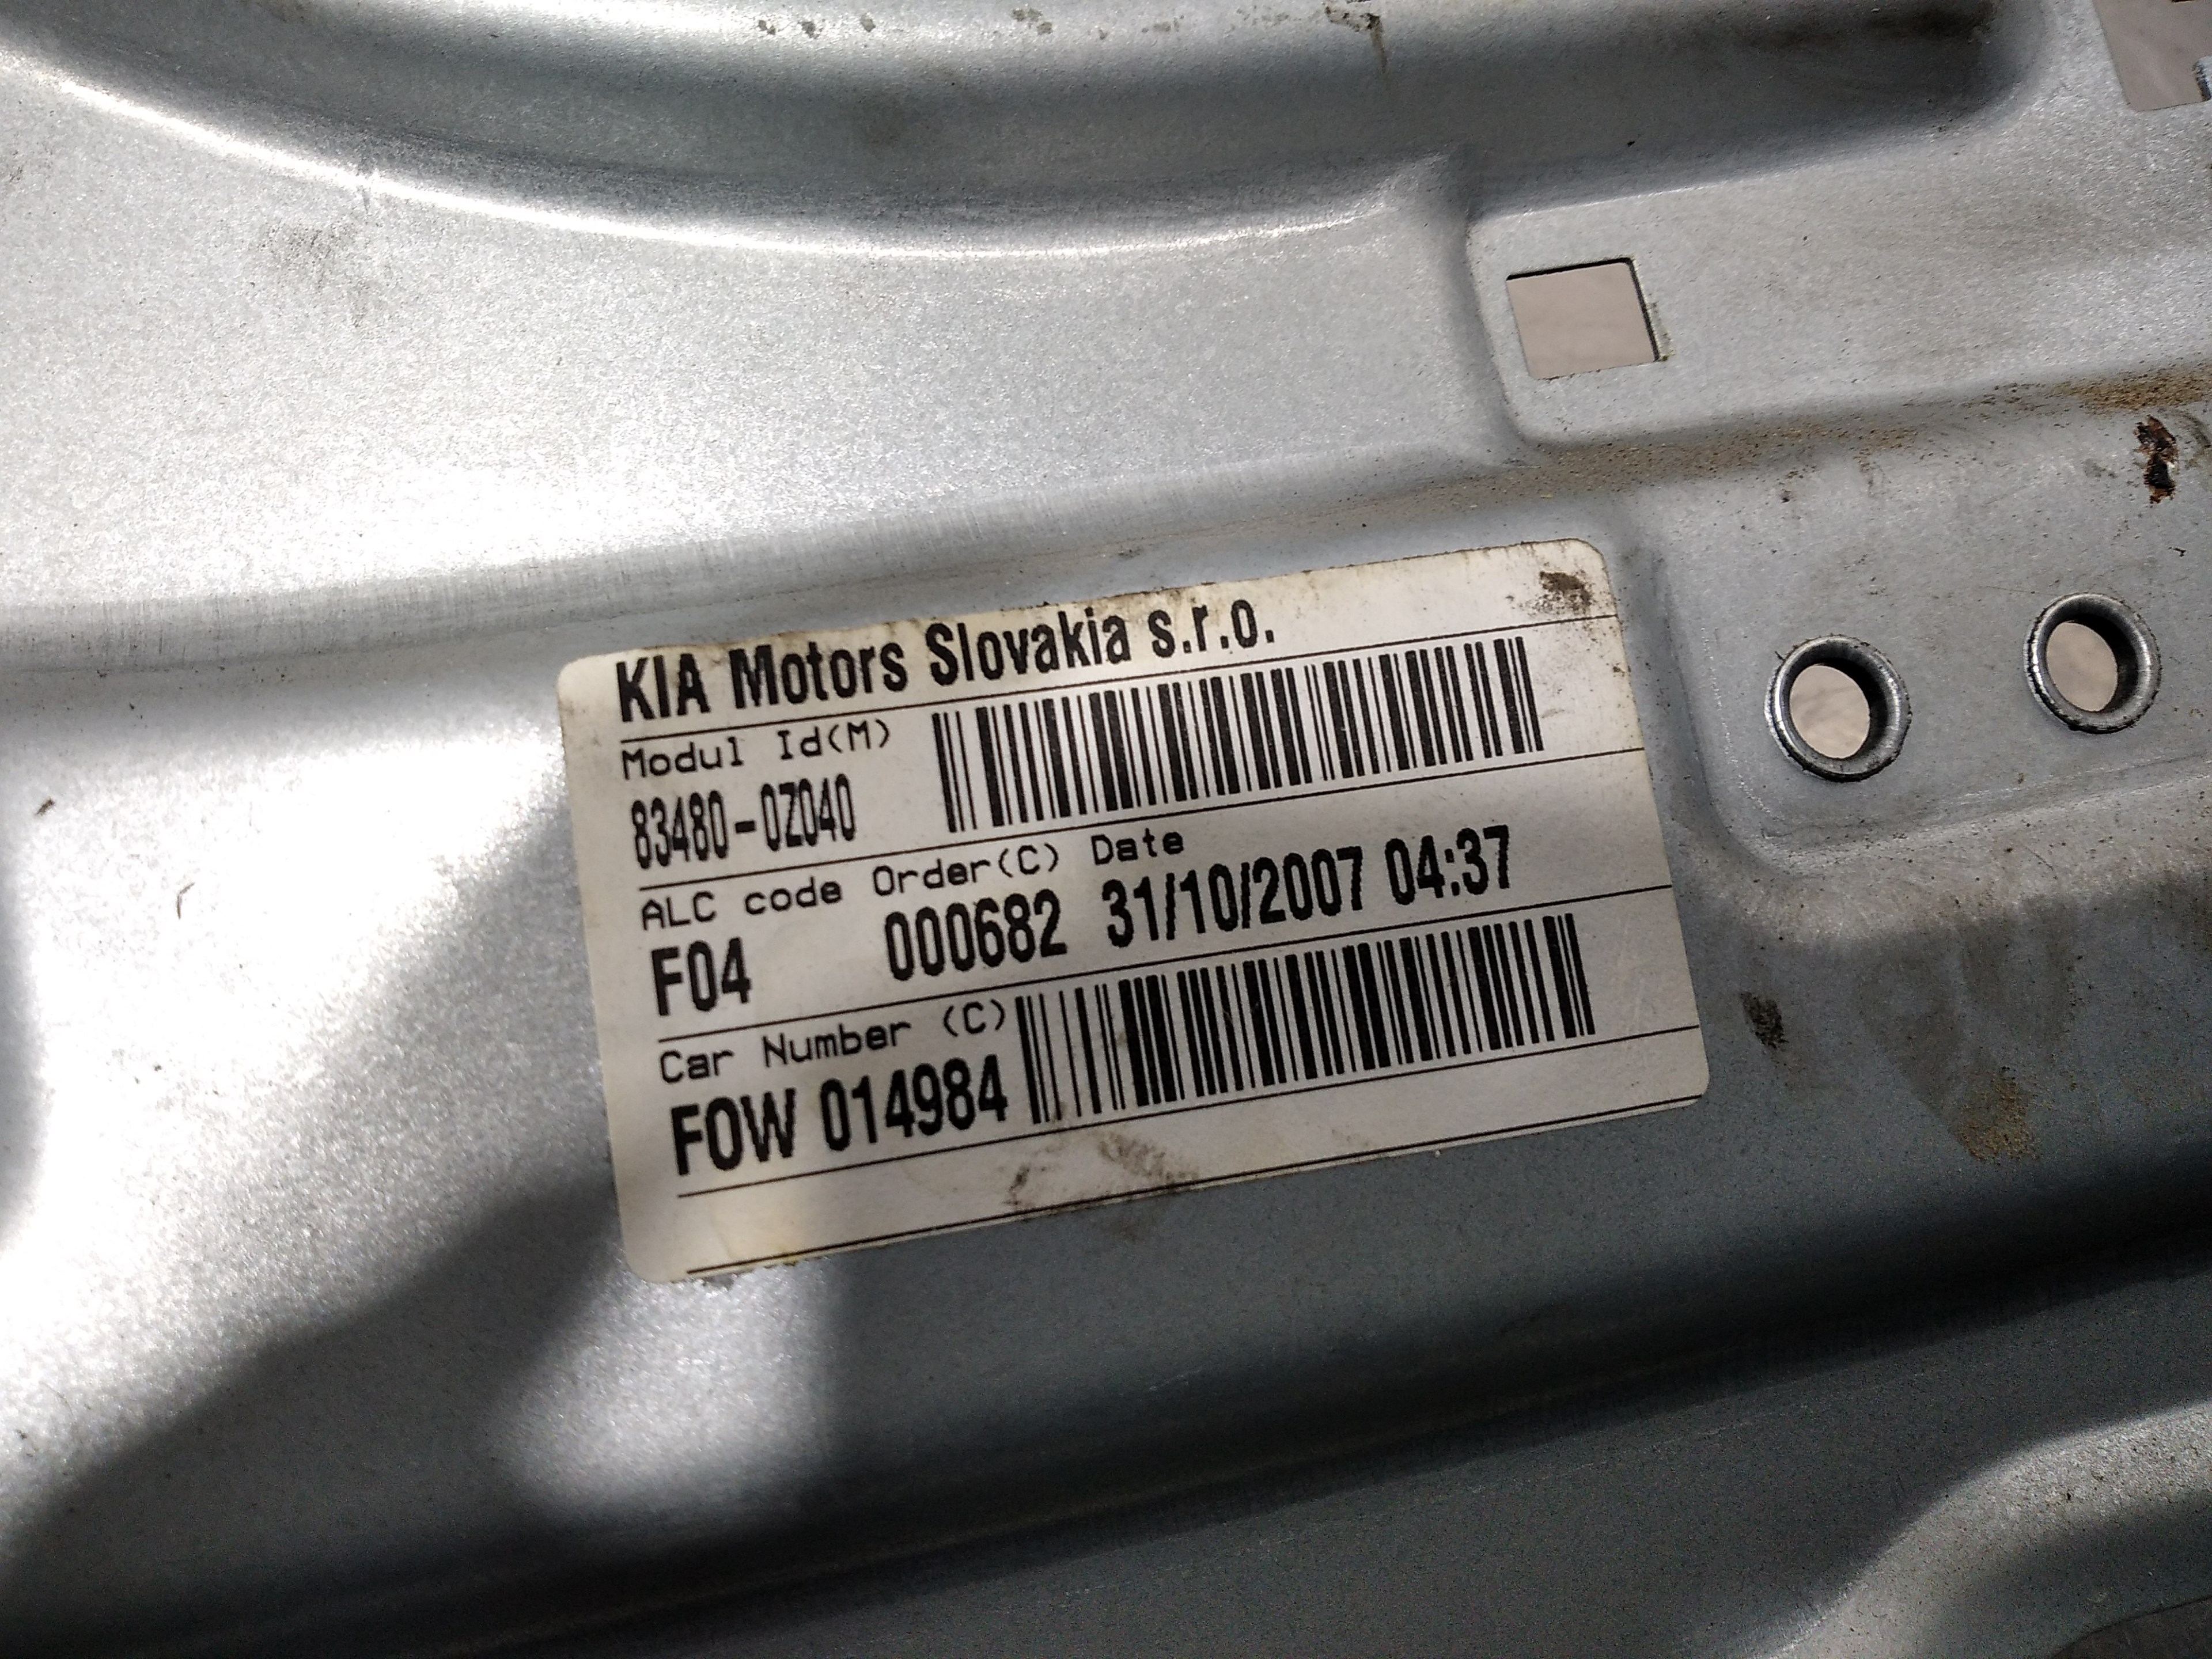 KIA Motors Slovakia s.r.o.
Modul Id(M)
83480-0Z040
ALC code Order(C) Date
F04 000682 31/10/2007 04:37
Car Number (C)
FOW 014984